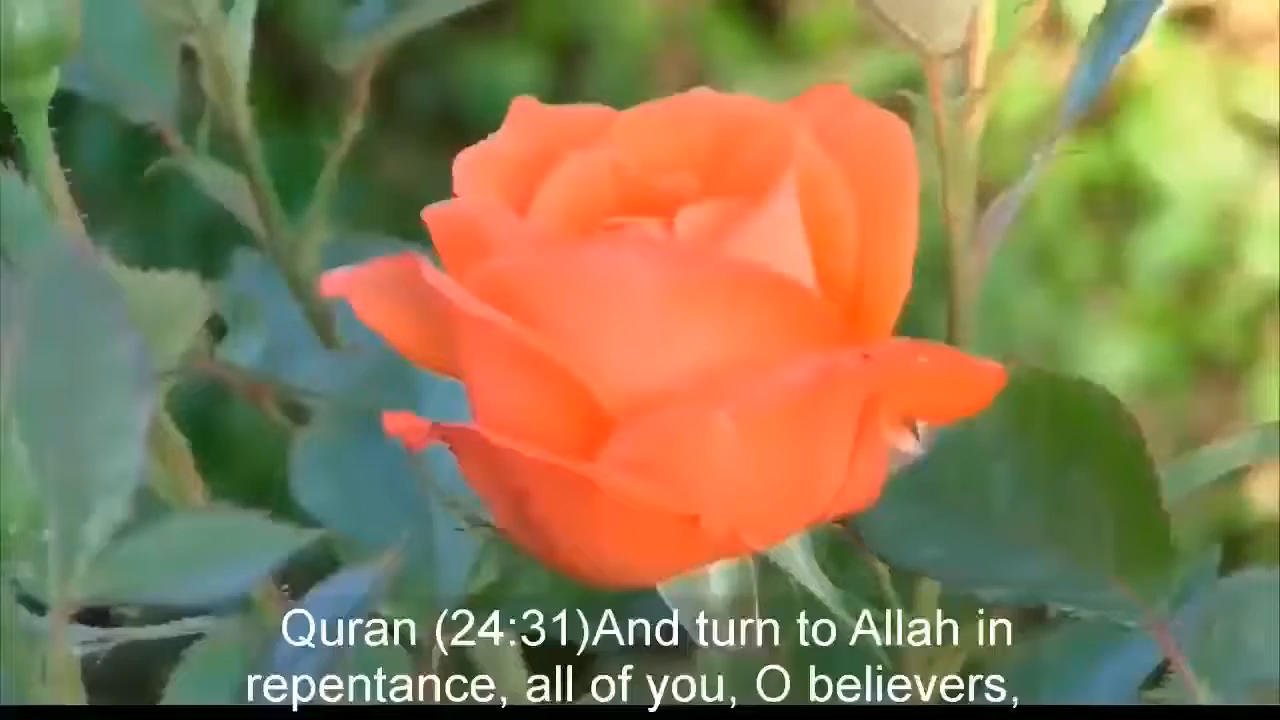 Quran (24:31)And turn to Allah in
repentance, all of you, O believers,